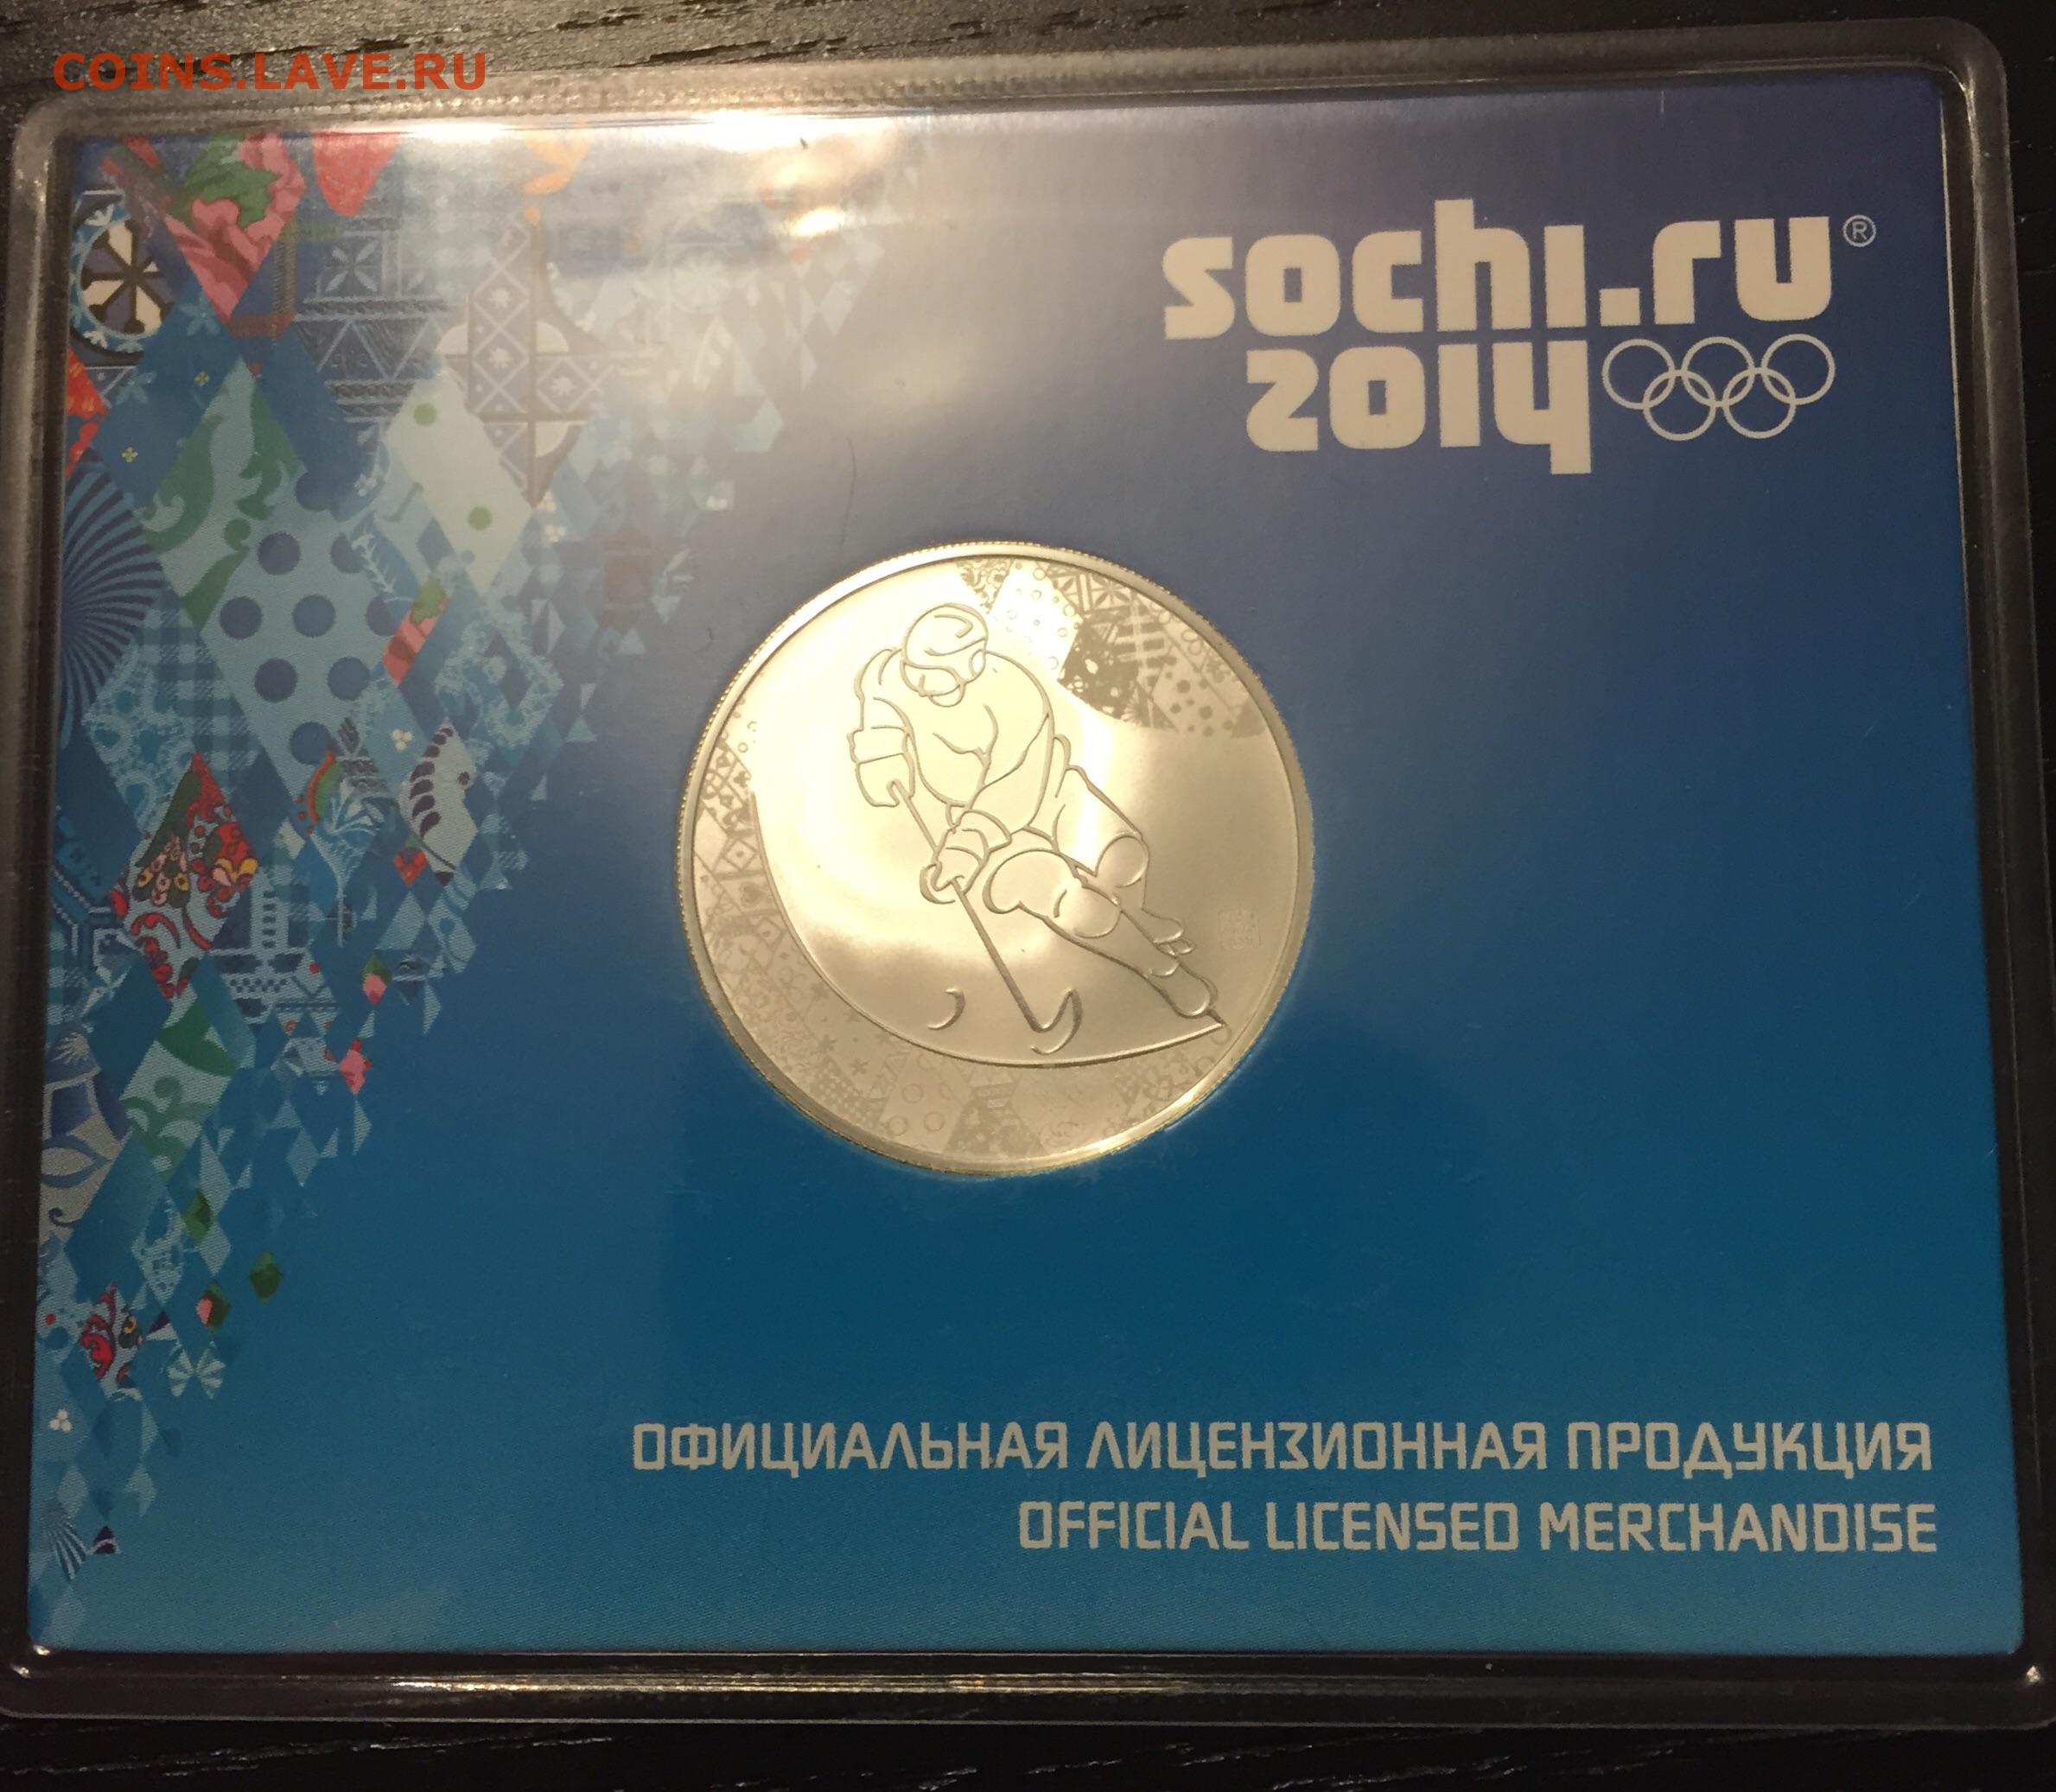 COINS.LAVE.RU
sochi.ru®
2014
ОФИЦИАЛЬНАЯ ЛИЦЕНЗИОННАЯ ПРОДУКЦИЯ
OFFICIAL LICENSED MERCHANDISE